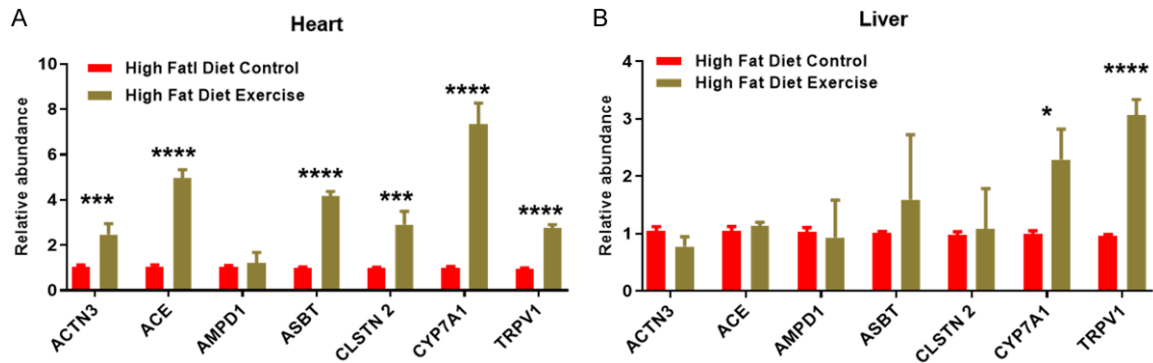 A
Heart
High Fatl Diet Control
High Fat Diet Exercise
Relative abundance
10
8
6
4
2
0
***
****
****
***
****
****
ACTN3
ACE
AMPD1
ASBT
CLSTN 2
CYP7A1
TRPV1
B
Liver
High Fat Diet Control
High Fat Diet Exercise
Relative abundance
4
3
2
1
0
*
****
ACTN3
ACE
AMPD1
ASBT
CLSTN 2
CYP7A1
TRPV1